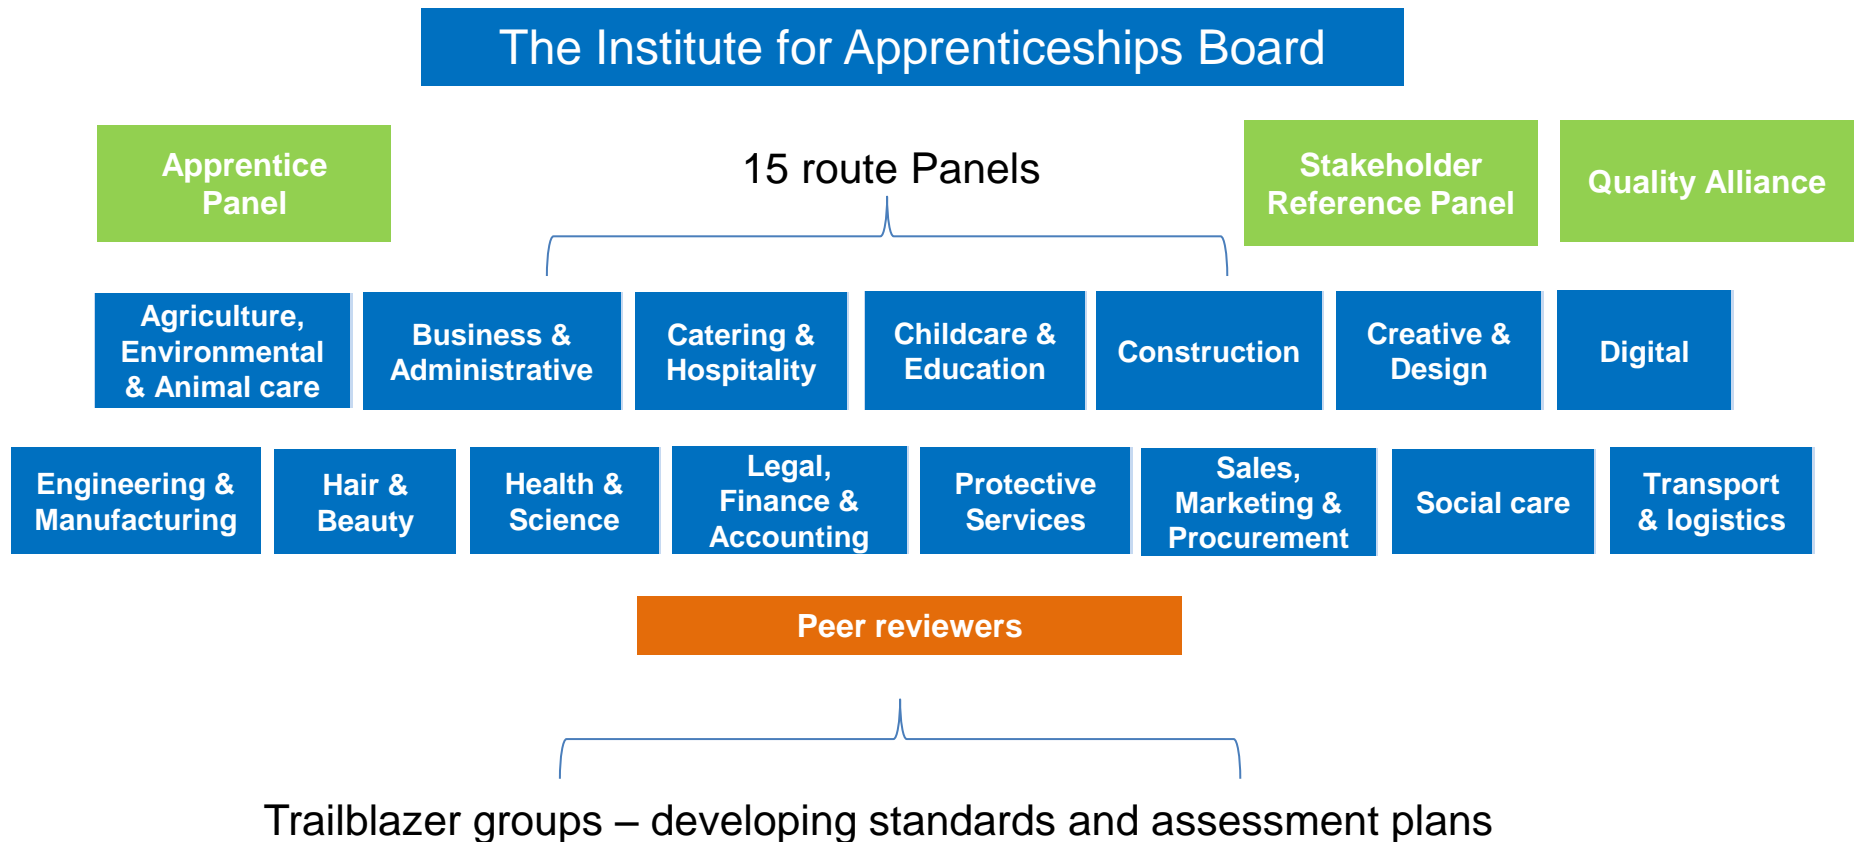 The Institute for Apprenticeships Board
Apprentice
Panel
15 route Panels
Stakeholder
Reference Panel
Quality Alliance
Agriculture,
Environmental
& Animal care
Business &
Administrative
Catering &
Hospitality
Childcare &
Education
Construction
Creative &
Design
Digital
Engineering &
Manufacturing
Hair &
Beauty
Health &
Science
Legal,
Finance &
Accounting
Protective
Services
Sales,
Marketing &
Procurement
Social care
Transport
& logistics
Peer reviewers
Trailblazer groups – developing standards and assessment plans